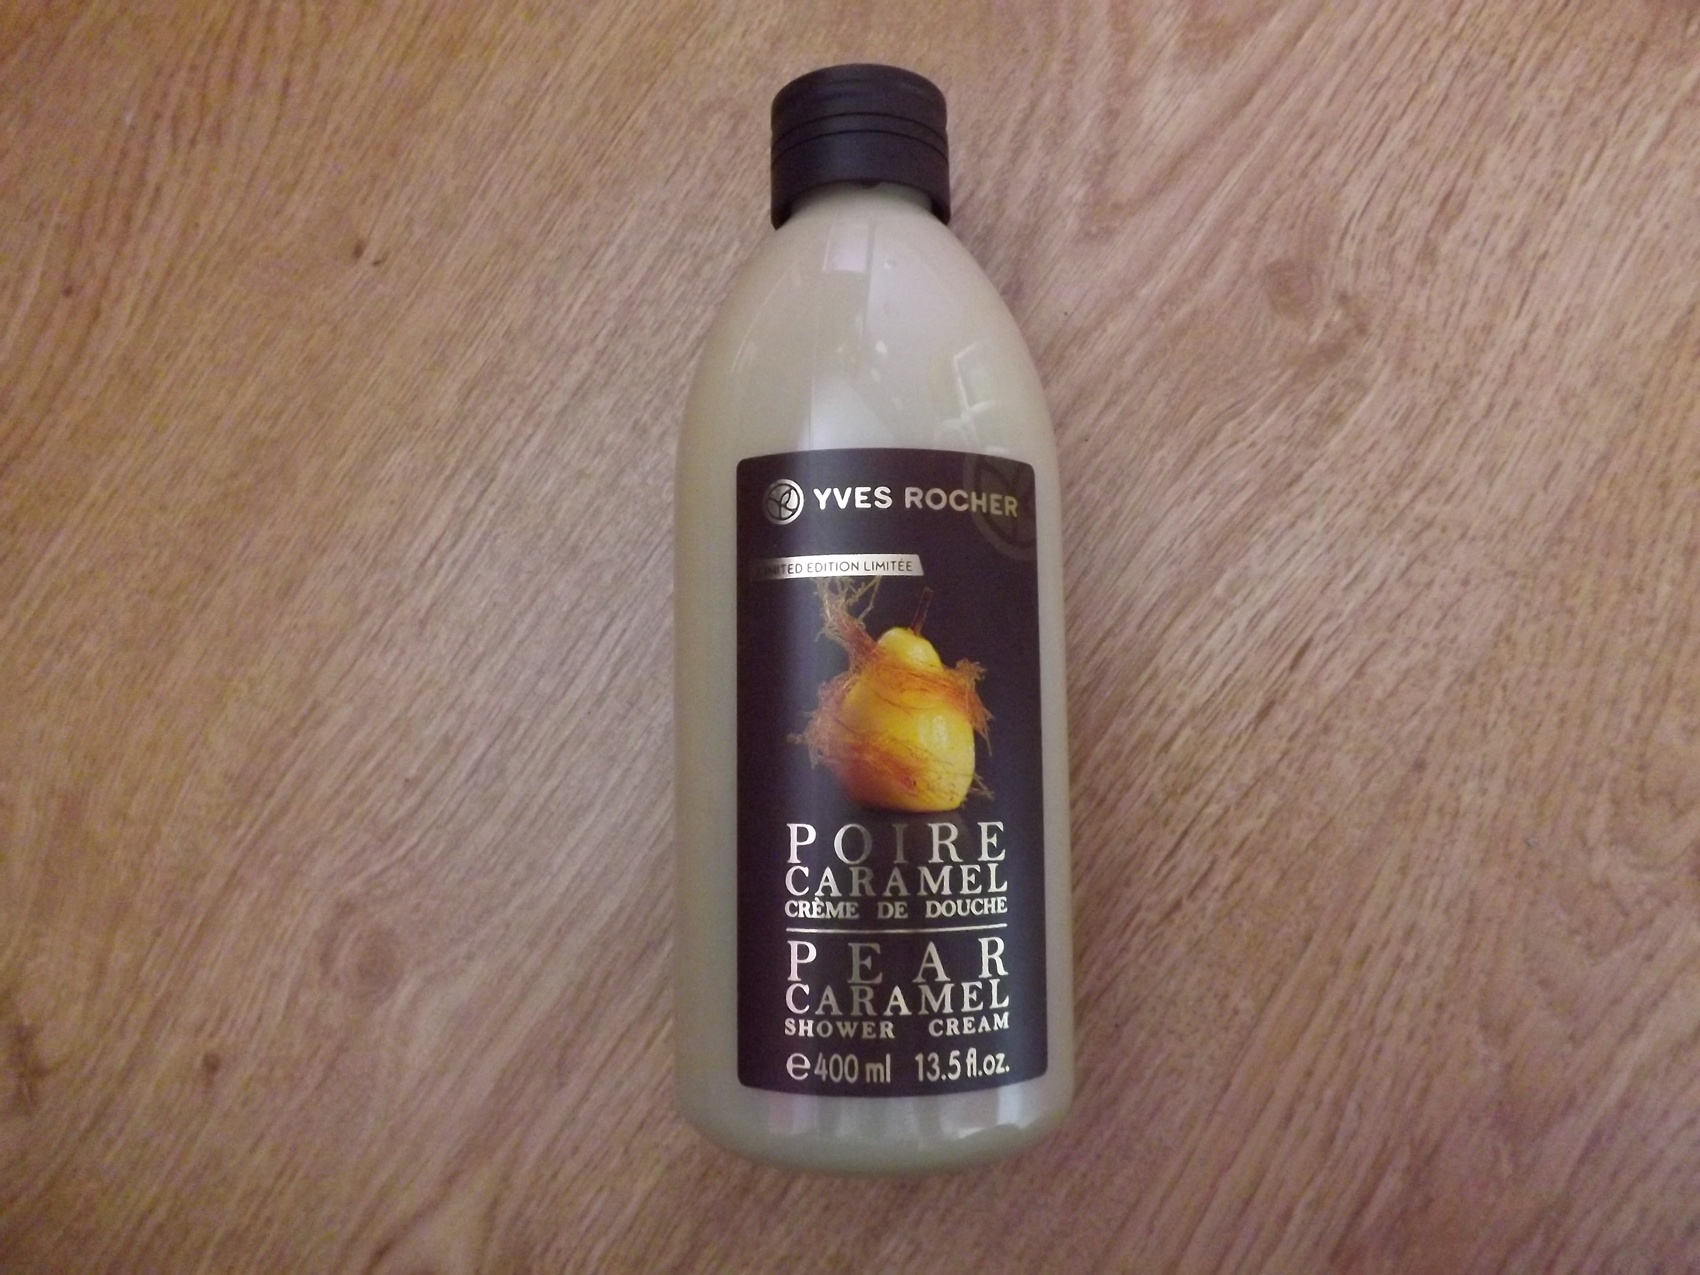 YVES ROCHER
LIMITED EDITION LIMITÉE
POIRE
CARAMEL
CRÈME DE DOUCHE
PEAR
CARAMEL
SHOWER CREAM
℮400 ml 13.5 fl.oz.